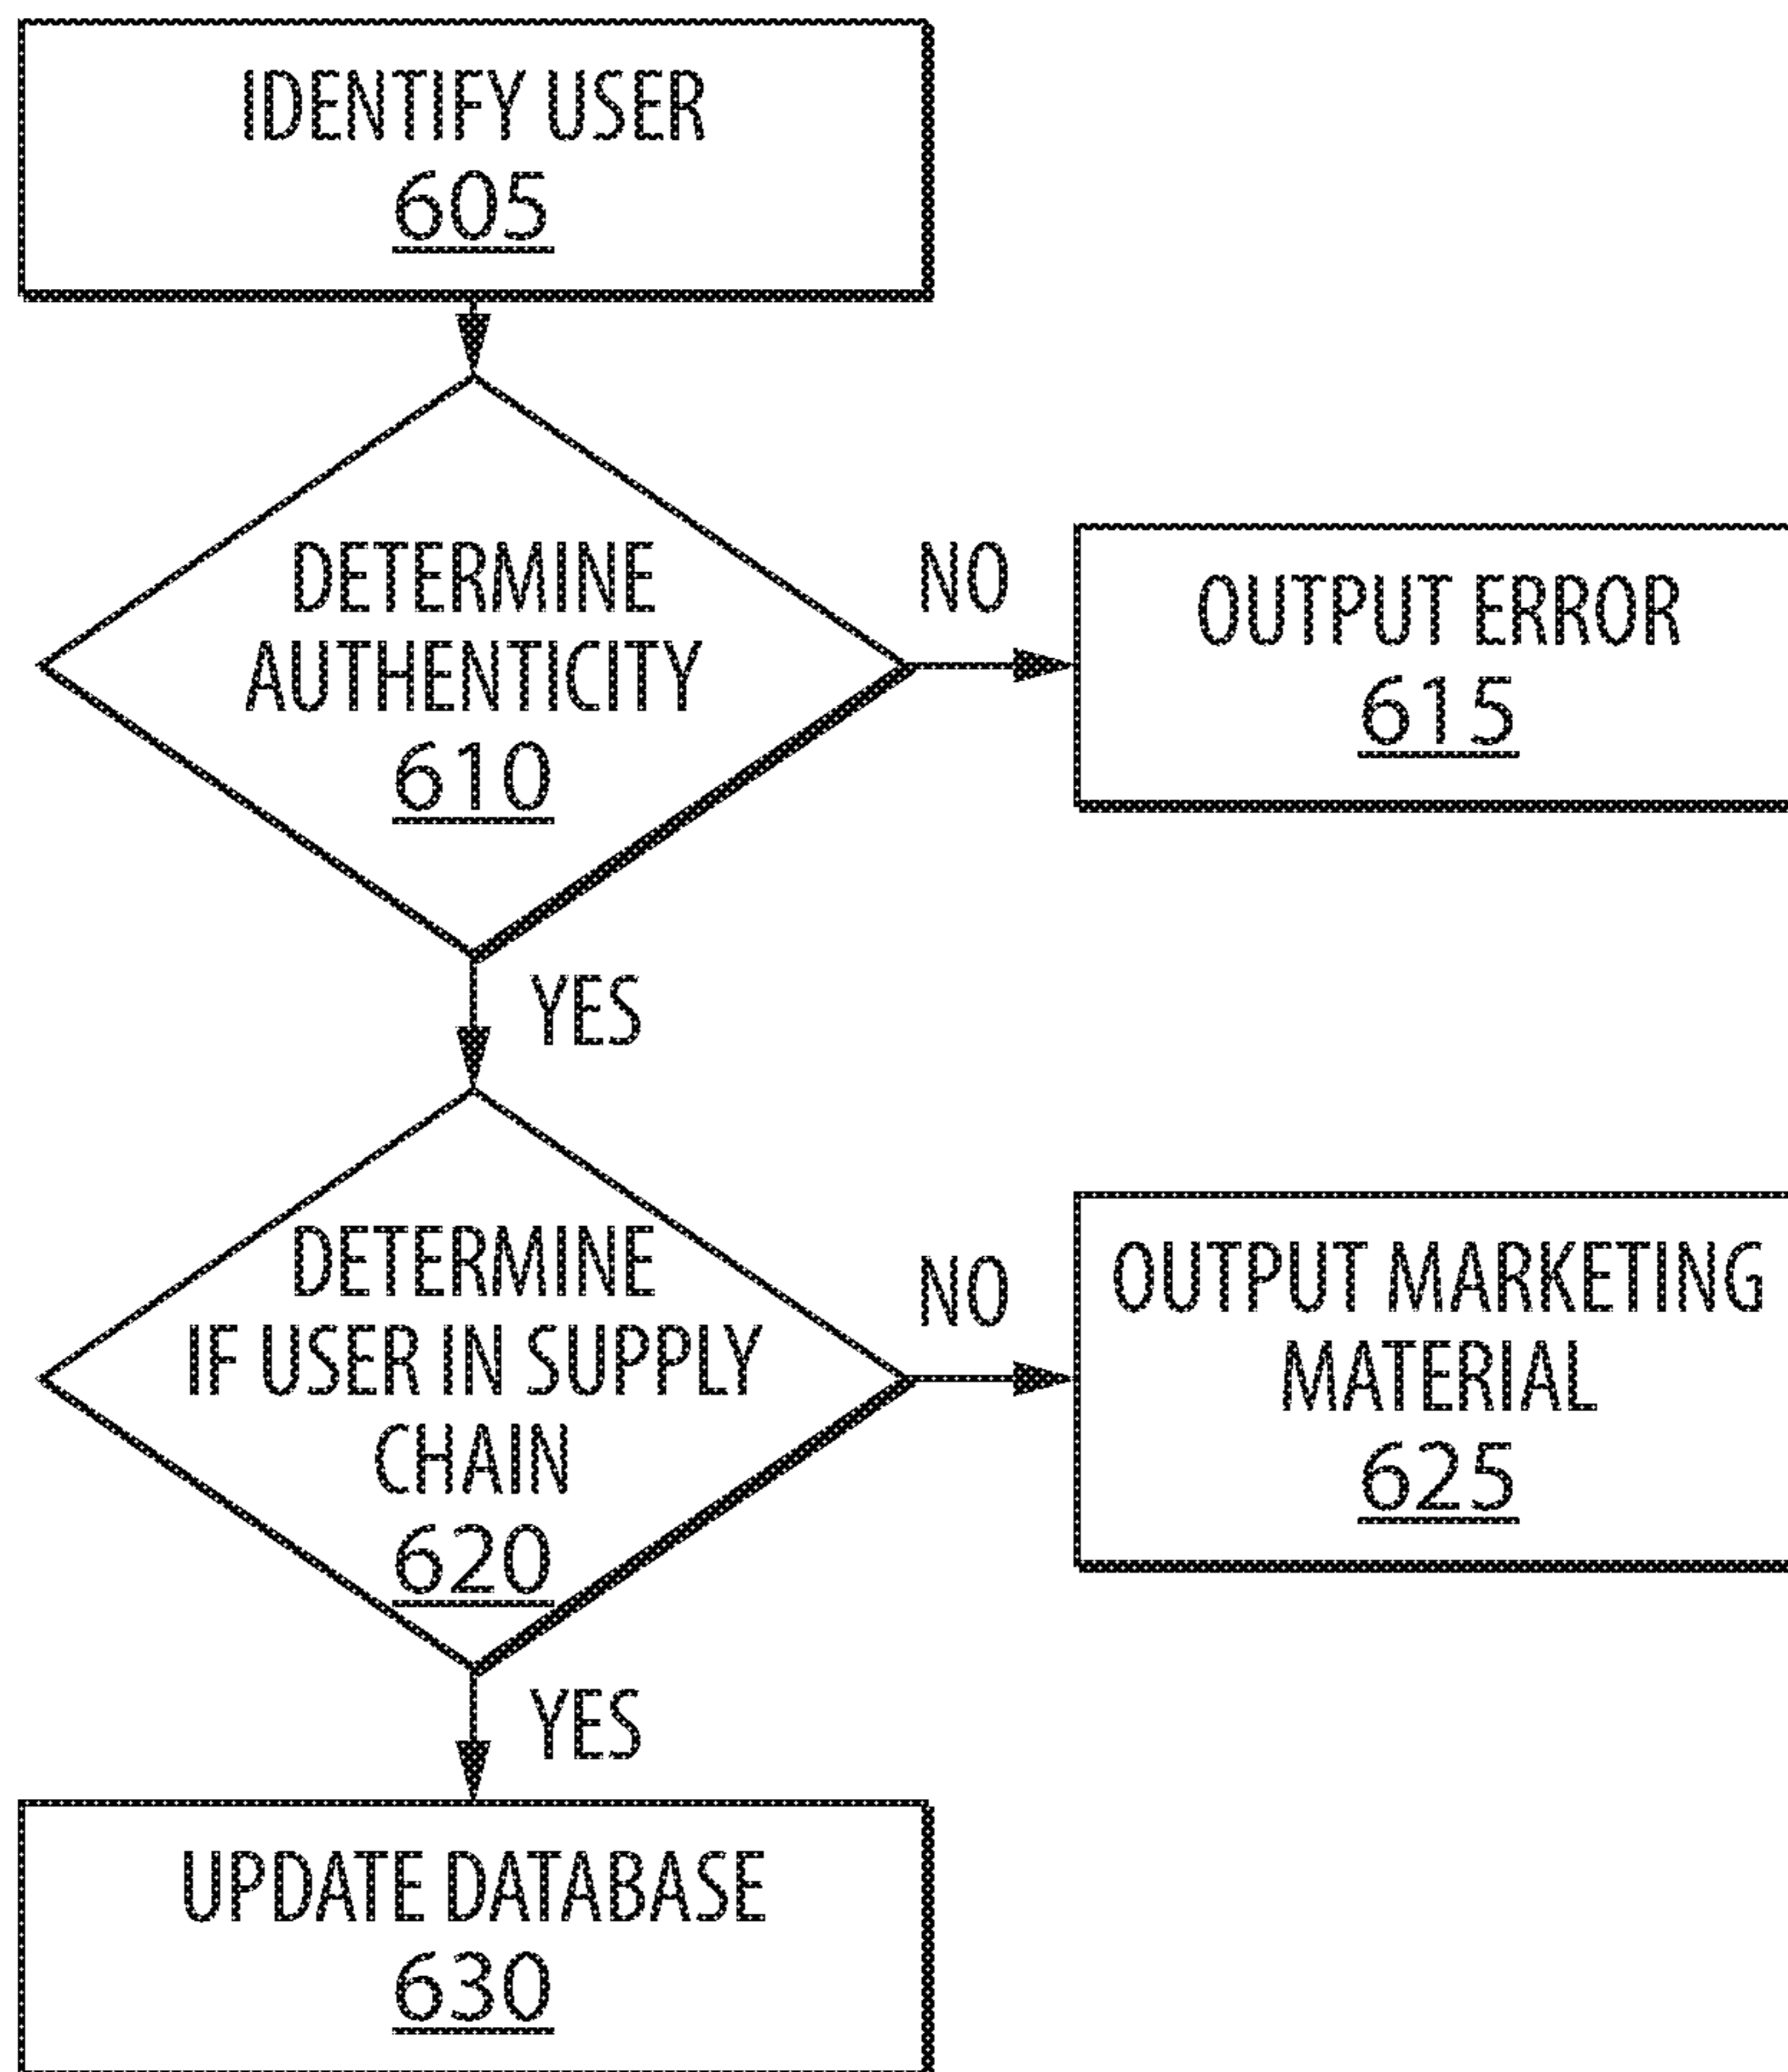 IDENTIFY USER
605
DETERMINE
AUTHENTICITY
610
NO
OUTPUT ERROR
615
YES
DETERMINE
IF USER IN SUPPLY
CHAIN
620
NO
OUTPUT MARKETING
MATERIAL
625
YES
UPDATE DATABASE
630